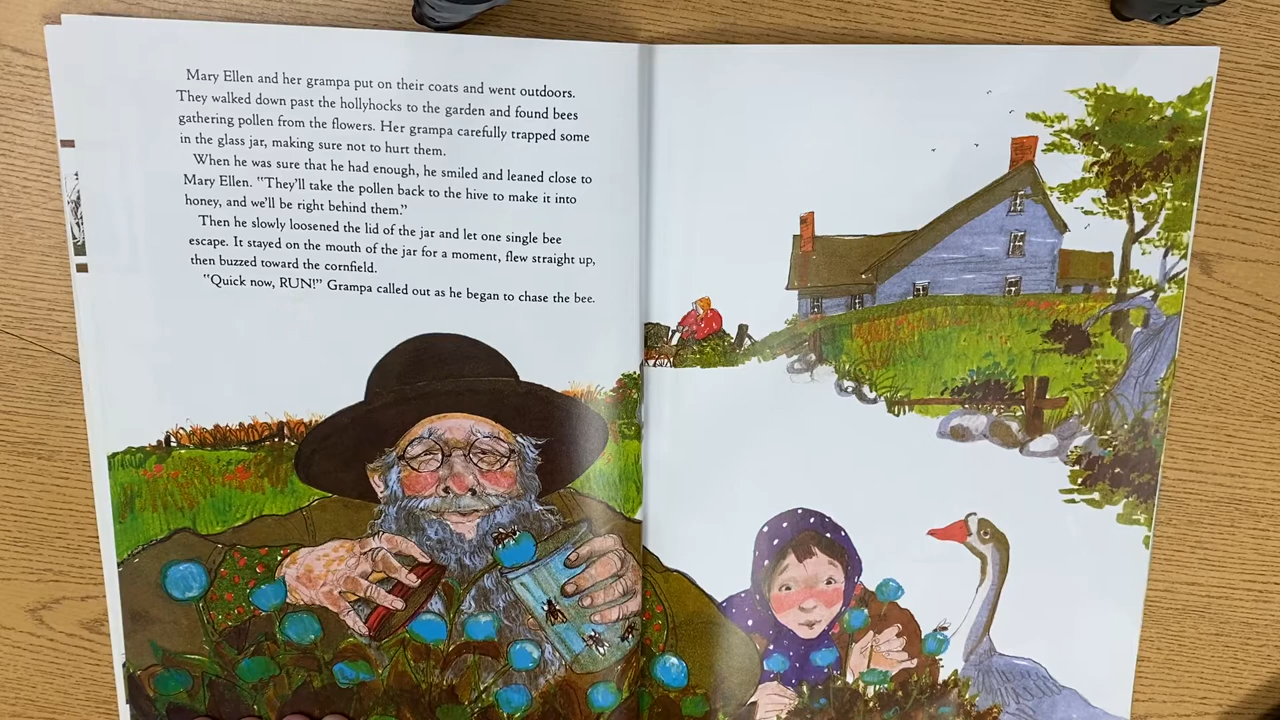 Mary Ellen and her grampa put on their coats and went outdoors.
They walked down past the hollyhocks to the garden and found bees
gathering pollen from the flowers. Her grampa carefully trapped some
in the glass jar, making sure not to hurt them.
When he was sure that he had enough, he smiled and leaned close to
Mary Ellen. “They’ll take the pollen back to the hive to make it into
honey, and we’ll be right behind them.”
Then he slowly loosened the lid of the jar and let one single bee
escape. It stayed on the mouth of the jar for a moment, flew straight up,
then buzzed toward the cornfield.
“Quick now, RUN!” Grampa called out as he began to chase the bee.